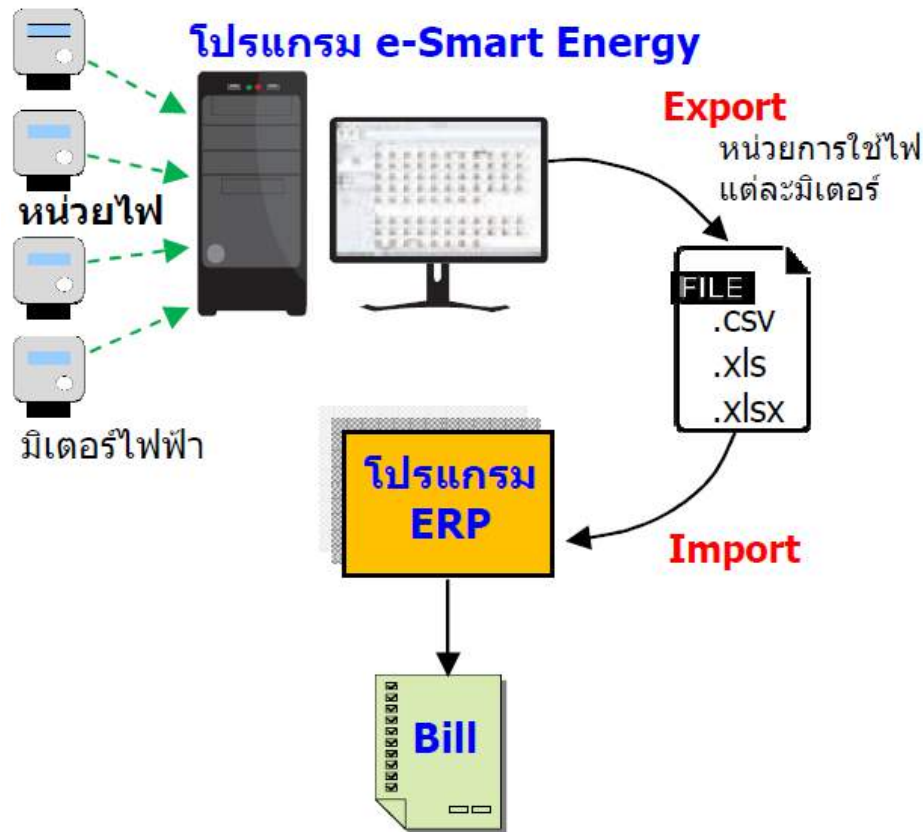 โปรแกรม e-Smart Energy
Export
หน่วยการใช้ไฟ
แต่ละมิเตอร์
หน่วยไฟ
FILE
.csv
.xls
.xlsx
มิเตอร์ไฟฟ้า
โปรแกรม
ERP
Import
Bill